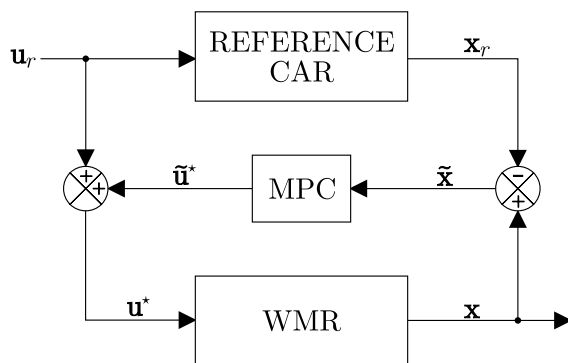 u_r
REFERENCE
CAR
x_r
+
+
-
+
ũ*
MPC
x̃
u*
WMR
x